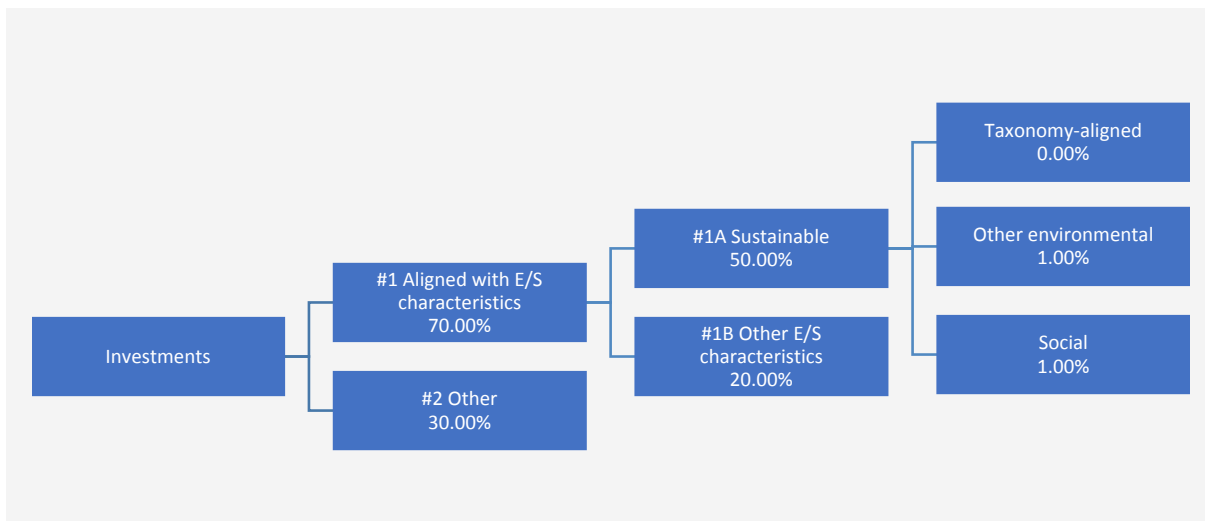 Investments
#1 Aligned with E/S
characteristics
70.00%
#2 Other
30.00%
#1A Sustainable
50.00%
#1B Other E/S
characteristics
20.00%
Taxonomy-aligned
0.00%
Other environmental
1.00%
Social
1.00%